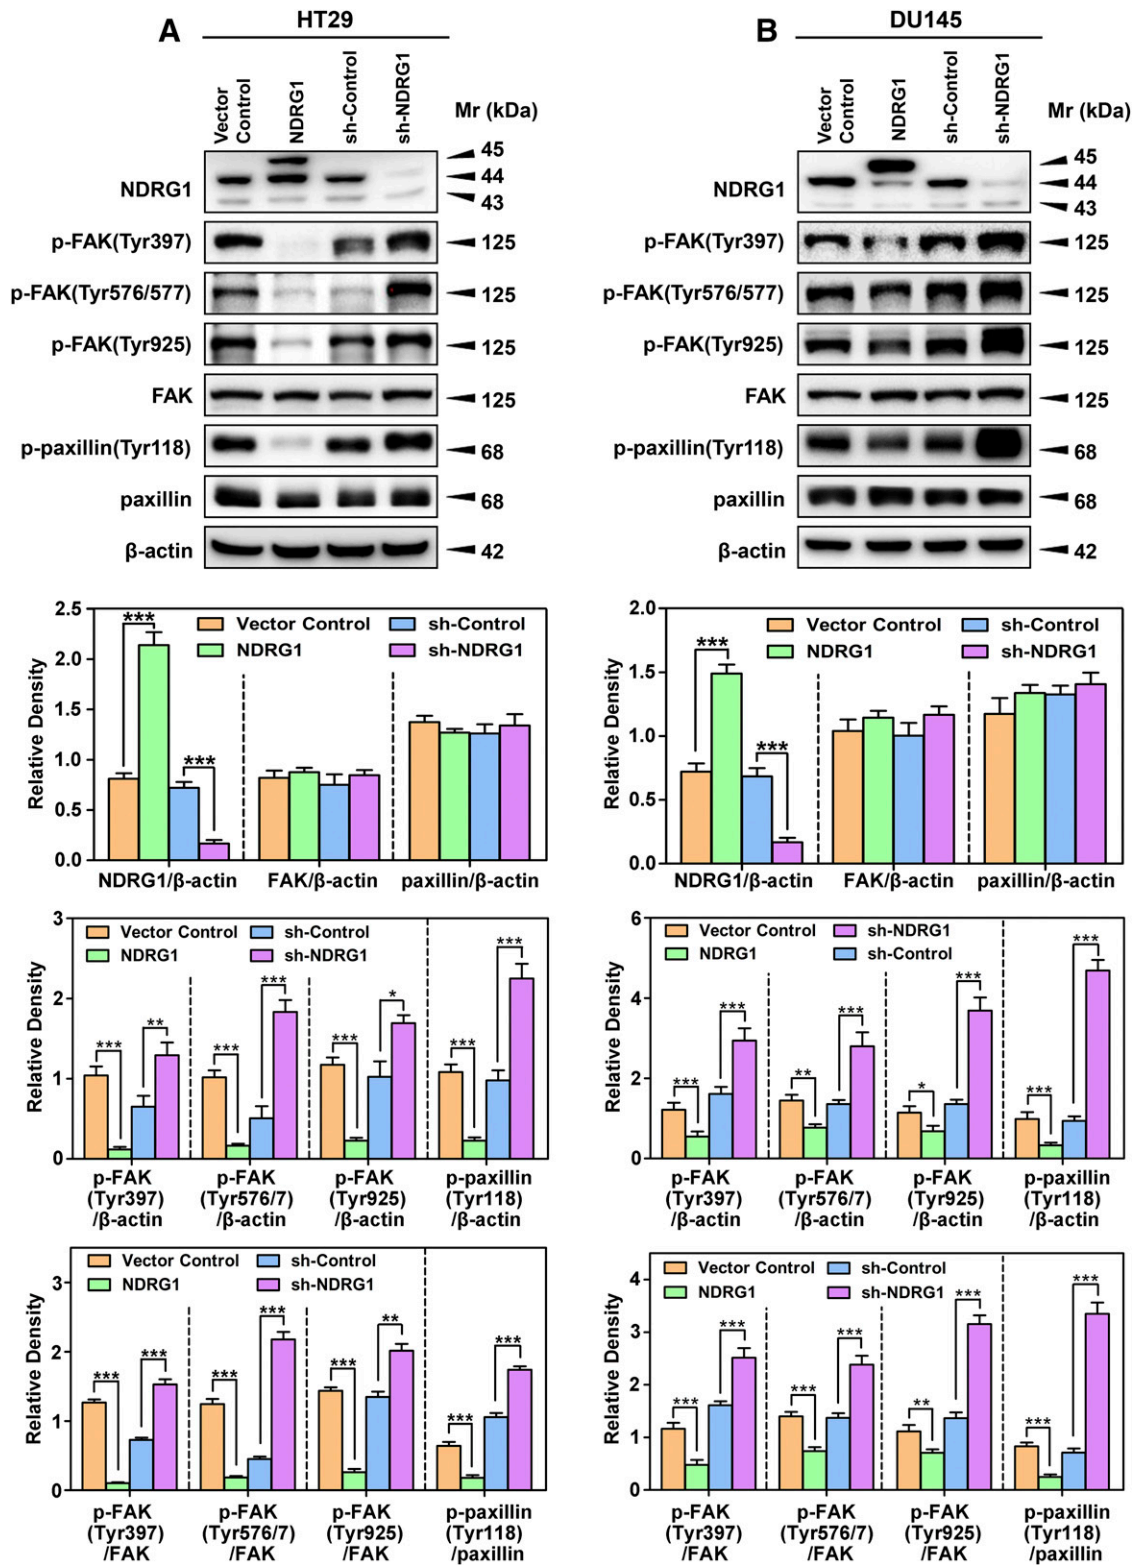 A
HT29
Vector Control
NDRG1
sh-Control
sh-NDRG1
Mr (kDa)
NDRG1
45
44
43
p-FAK(Tyr397)
125
p-FAK(Tyr576/577)
125
p-FAK(Tyr925)
125
FAK
125
p-paxillin(Tyr118)
68
paxillin
68
β-actin
42
B
DU145
Vector Control
NDRG1
sh-Control
sh-NDRG1
Mr (kDa)
NDRG1
45
44
43
p-FAK(Tyr397)
125
p-FAK(Tyr576/577)
125
p-FAK(Tyr925)
125
FAK
125
p-paxillin(Tyr118)
68
paxillin
68
β-actin
42
Relative Density
2.5
2.0
1.5
1.0
0.5
0.0
Vector Control
NDRG1
sh-Control
sh-NDRG1
***
***
NDRG1/β-actin
FAK/β-actin
paxillin/β-actin
Relative Density
2.0
1.5
1.0
0.5
0.0
Vector Control
NDRG1
sh-Control
sh-NDRG1
***
***
NDRG1/β-actin
FAK/β-actin
paxillin/β-actin
Relative Density
3
2
1
0
Vector Control
NDRG1
sh-Control
sh-NDRG1
***
**
***
***
***
*
***
***
p-FAK
(Tyr397)
/β-actin
p-FAK
(Tyr576/7)
/β-actin
p-FAK
(Tyr925)
/β-actin
p-paxillin
(Tyr118)
/β-actin
Relative Density
6
4
2
0
Vector Control
NDRG1
sh-NDRG1
sh-Control
***
***
**
***
*
***
***
***
p-FAK
(Tyr397)
/β-actin
p-FAK
(Tyr576/7)
/β-actin
p-FAK
(Tyr925)
/β-actin
p-paxillin
(Tyr118)
/β-actin
Relative Density
3
2
1
0
Vector Control
NDRG1
sh-Control
sh-NDRG1
***
***
***
***
***
**
***
***
p-FAK
(Tyr397)
/FAK
p-FAK
(Tyr576/7)
/FAK
p-FAK
(Tyr925)
/FAK
p-paxillin
(Tyr118)
/paxillin
Relative Density
4
3
2
1
0
Vector Control
NDRG1
sh-Control
sh-NDRG1
***
***
***
***
**
***
***
***
p-FAK
(Tyr397)
/FAK
p-FAK
(Tyr576/7)
/FAK
p-FAK
(Tyr925)
/FAK
p-paxillin
(Tyr118)
/paxillin